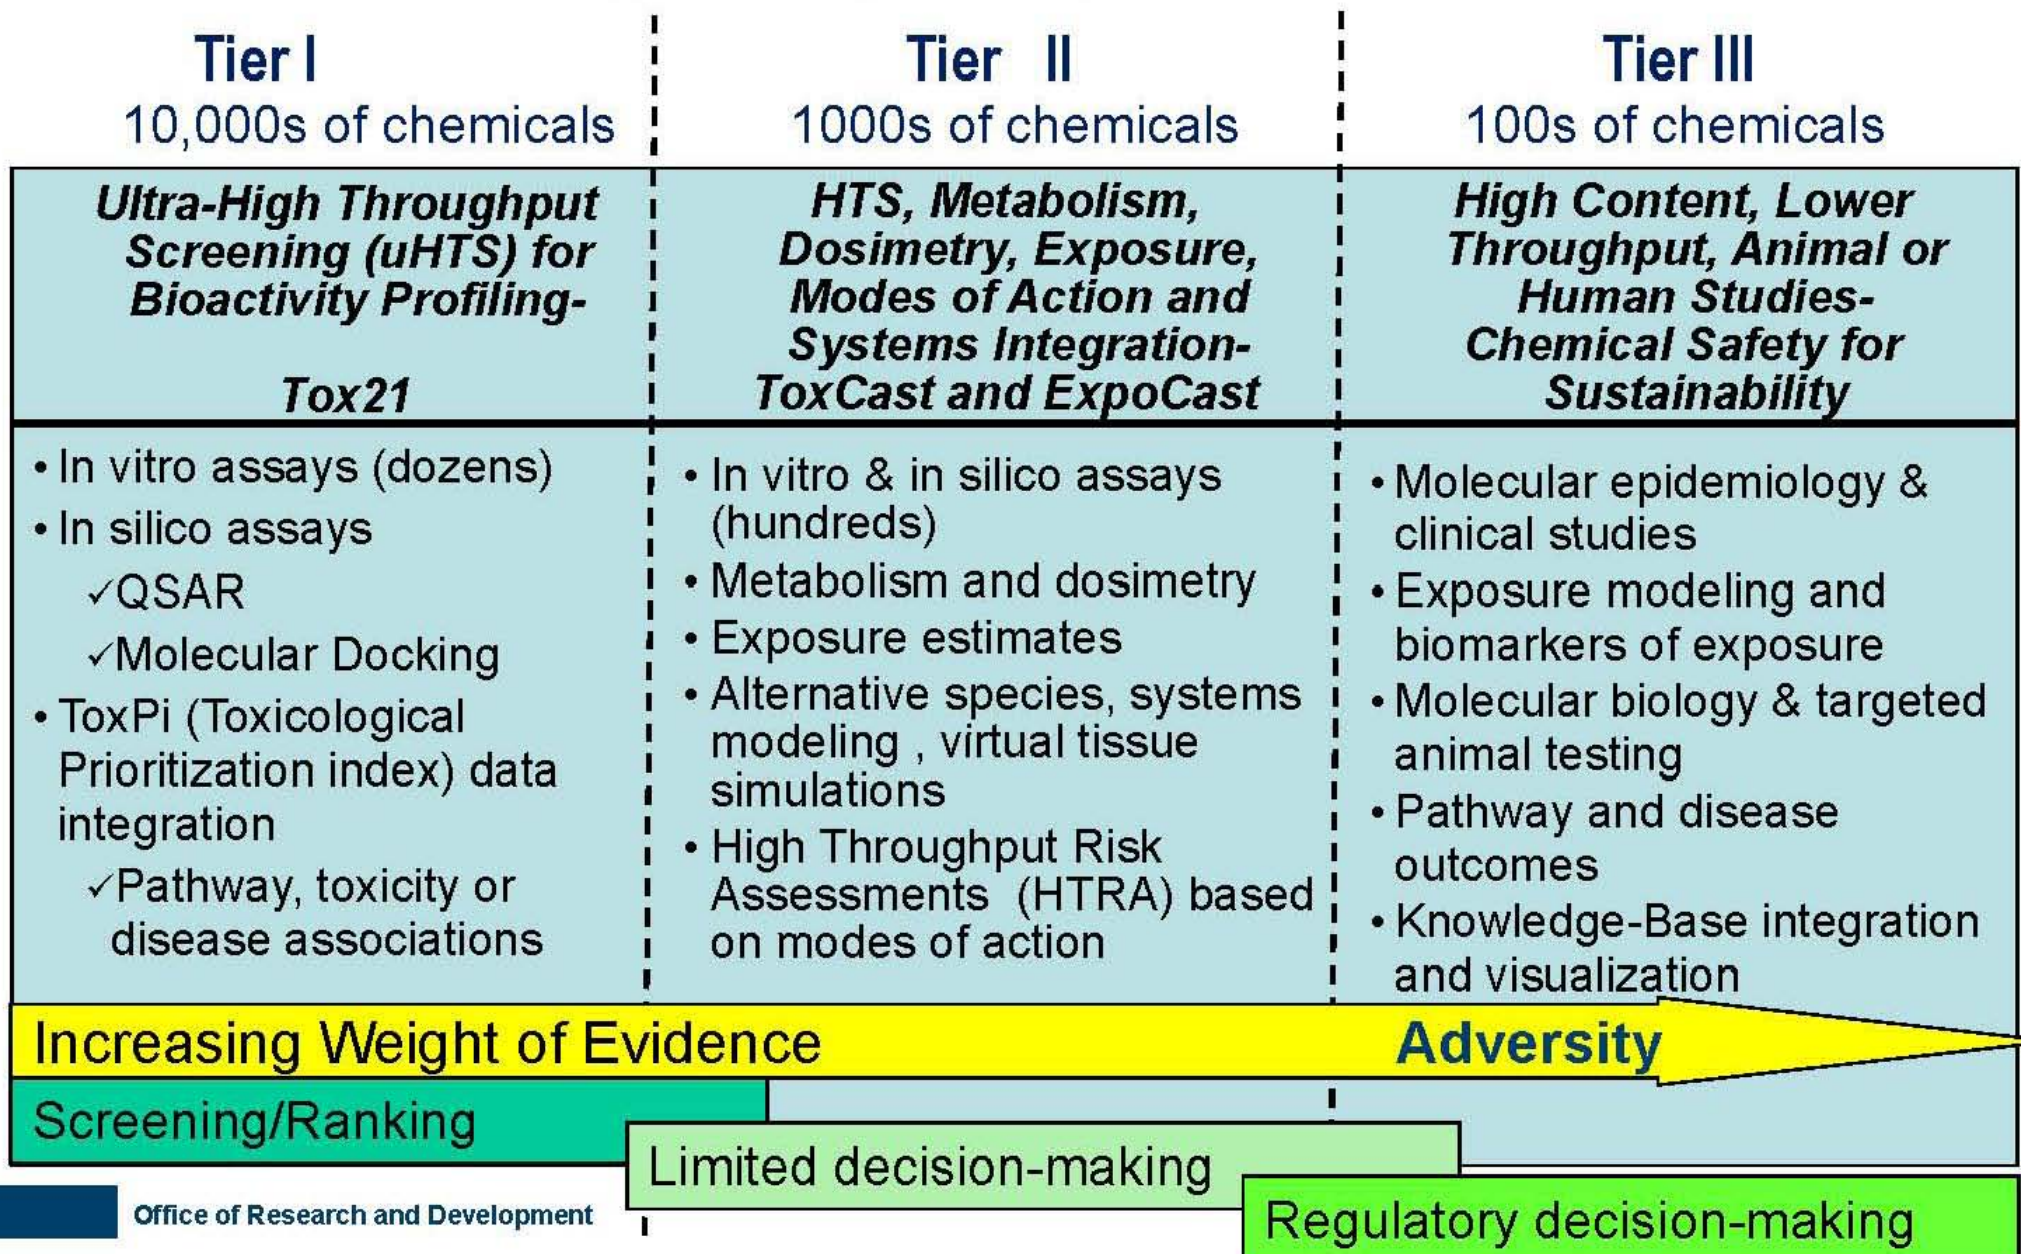 Tier I
10,000s of chemicals
Ultra-High Throughput
Screening (uHTS) for
Bioactivity Profiling-
Tox21
• In vitro assays (dozens)
• In silico assays
✓QSAR
✓Molecular Docking
• ToxPi (Toxicological
Prioritization index) data
integration
✓Pathway, toxicity or
disease associations
Tier II
1000s of chemicals
HTS, Metabolism,
Dosimetry, Exposure,
Modes of Action and
Systems Integration-
ToxCast and ExpoCast
• In vitro & in silico assays
(hundreds)
• Metabolism and dosimetry
• Exposure estimates
• Alternative species, systems
modeling , virtual tissue
simulations
• High Throughput Risk
Assessments (HTRA) based
on modes of action
Tier III
100s of chemicals
High Content, Lower
Throughput, Animal or
Human Studies-
Chemical Safety for
Sustainability
• Molecular epidemiology &
clinical studies
• Exposure modeling and
biomarkers of exposure
• Molecular biology & targeted
animal testing
• Pathway and disease
outcomes
• Knowledge-Base integration
and visualization
Increasing Weight of Evidence
Adversity
Screening/Ranking
Limited decision-making
Regulatory decision-making
Office of Research and Development